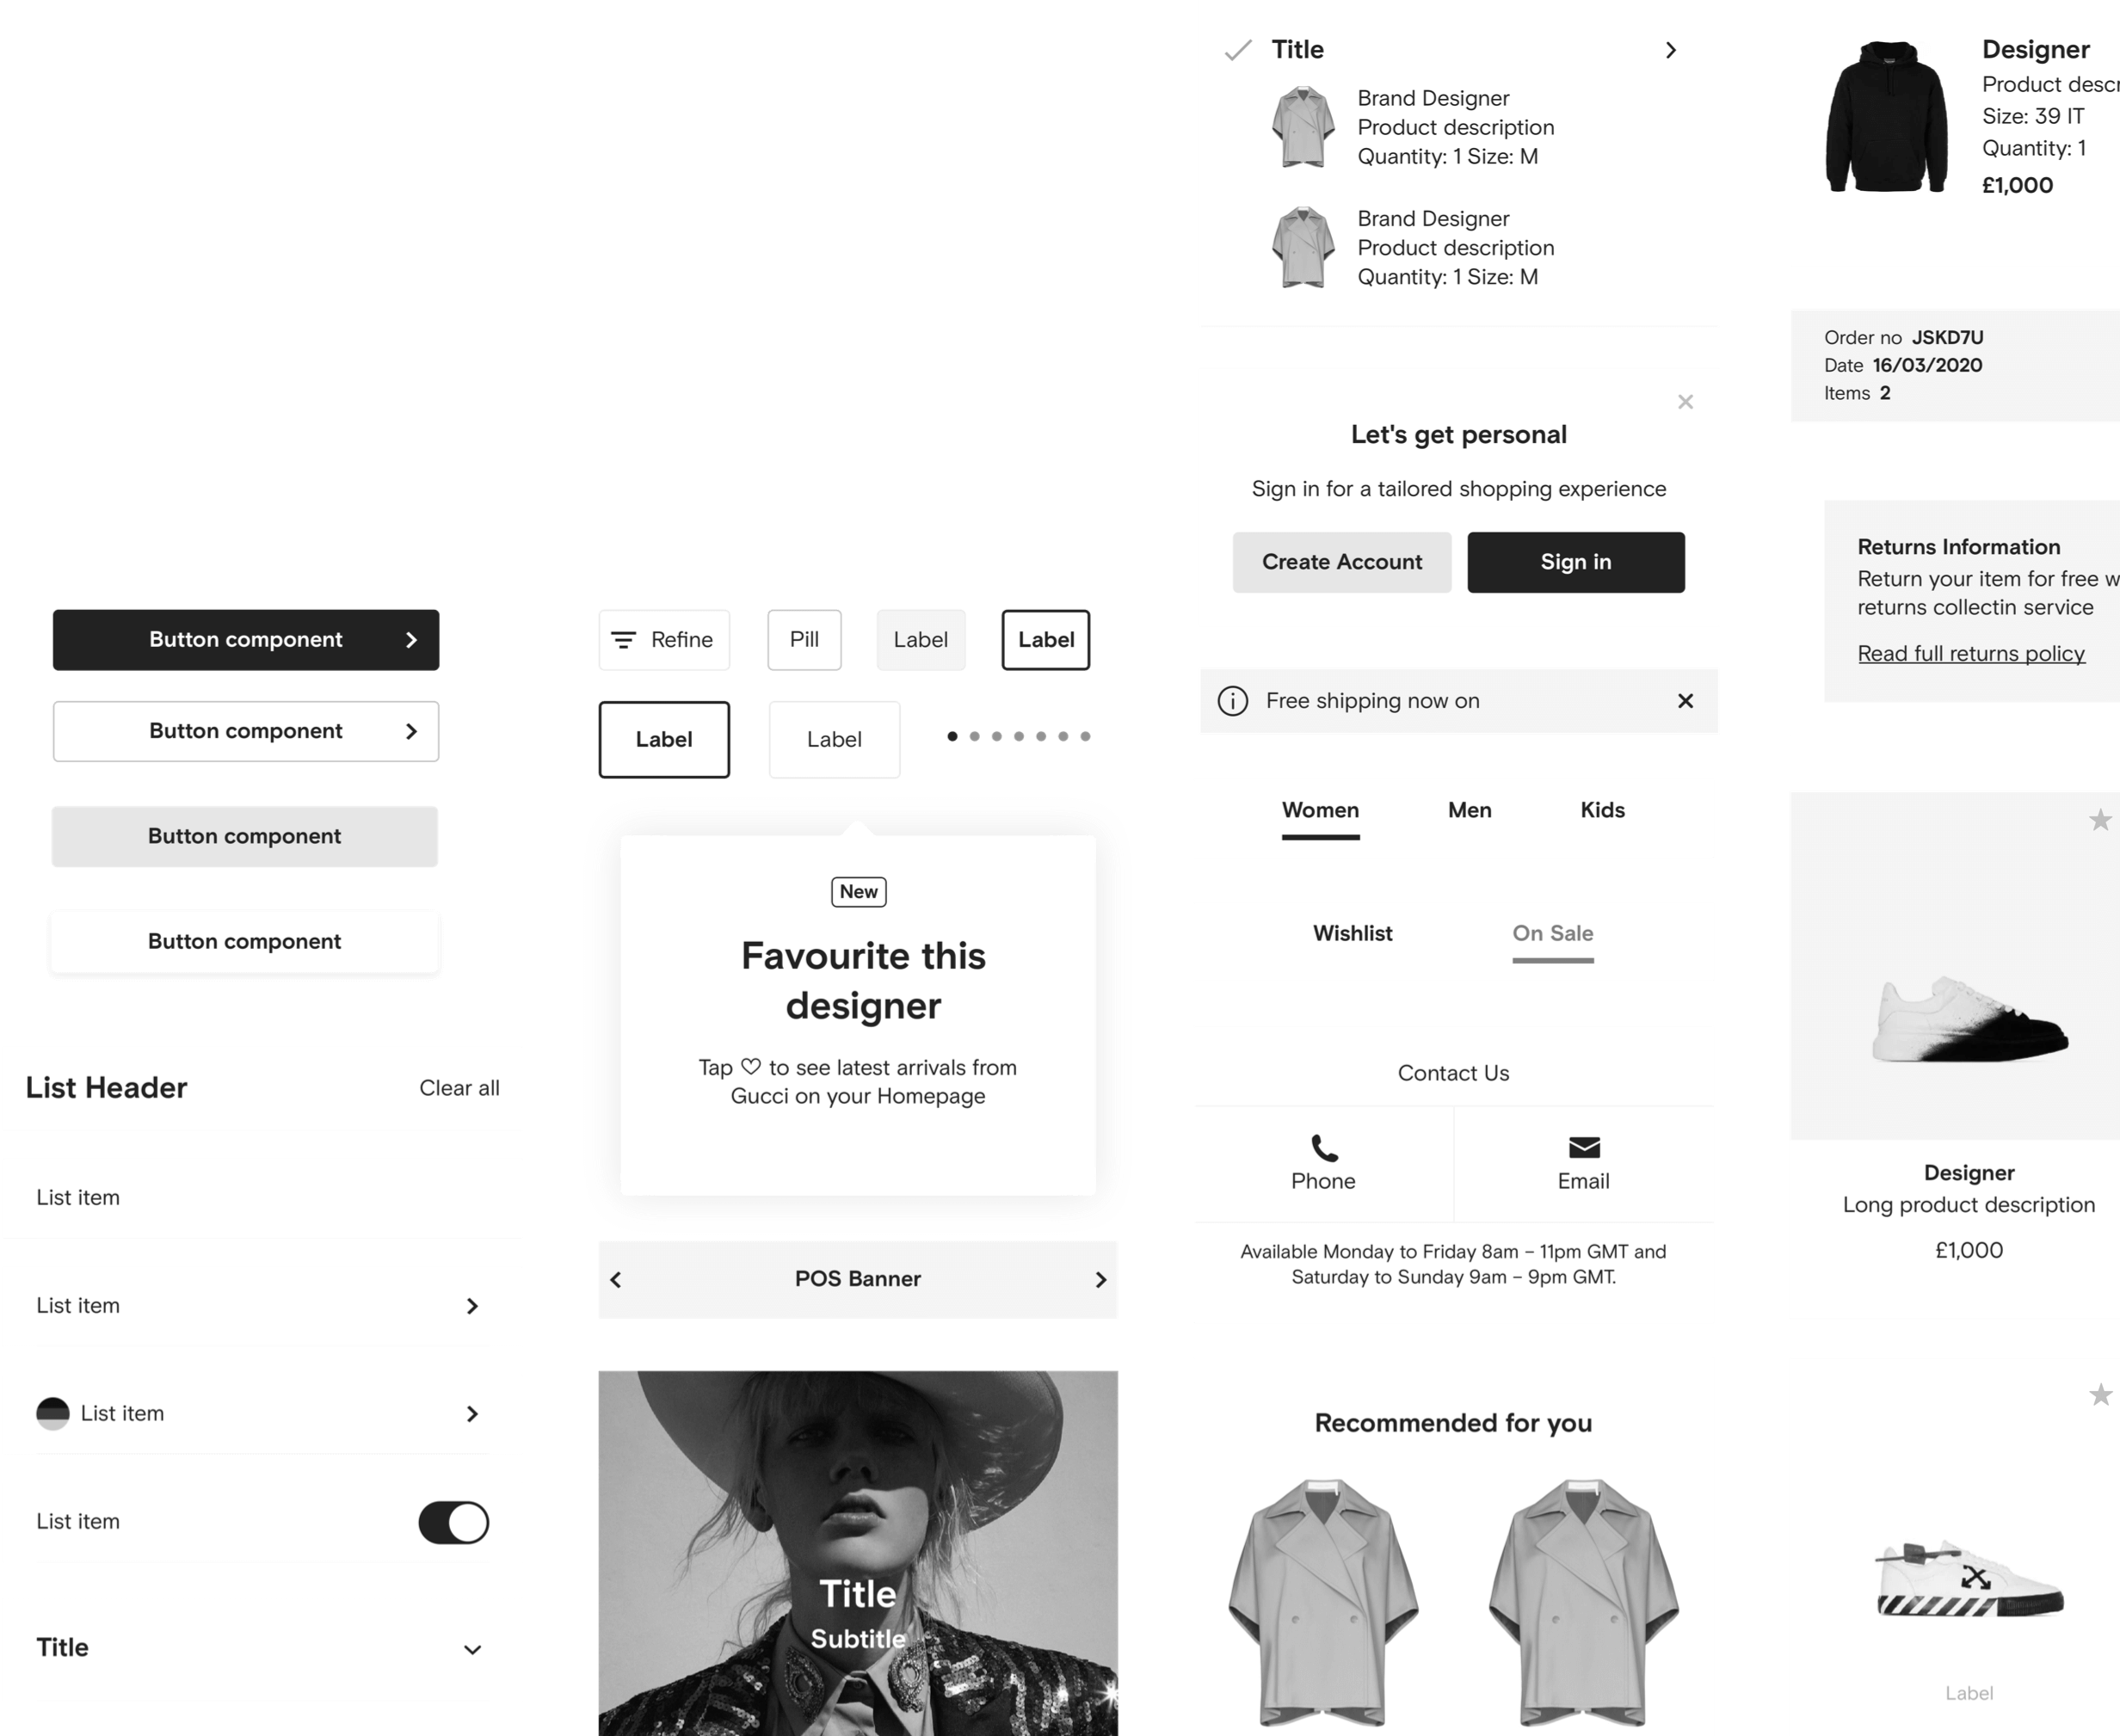 Button component
Button component
Button component
Button component
List Header
Clear all
List item
List item
List item
List item
Title
Refine
Pill
Label
Label
Label
Label
New
Favourite this
designer
Tap ♡ to see latest arrivals from
Gucci on your Homepage
POS Banner
Title
Subtitle
Title
Brand Designer
Product description
Quantity: 1 Size: M
Brand Designer
Product description
Quantity: 1 Size: M
Let's get personal
Sign in for a tailored shopping experience
Create Account
Sign in
Free shipping now on
Women
Men
Kids
Wishlist
On Sale
Contact Us
Phone
Email
Available Monday to Friday 8am – 11pm GMT and
Saturday to Sunday 9am – 9pm GMT.
Recommended for you
Designer
Product descr
Size: 39 IT
Quantity: 1
£1,000
Order no JSKD7U
Date 16/03/2020
Items 2
Returns Information
Return your item for free w
returns collectin service
Read full returns policy
Designer
Long product description
£1,000
Label